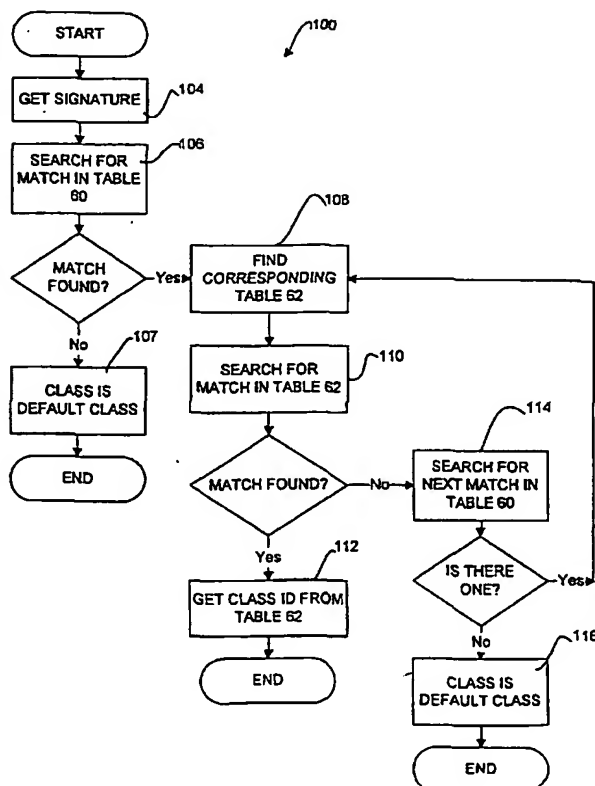 START
100
GET SIGNATURE
104
106
SEARCH FOR
MATCH IN TABLE
60
108
MATCH
FOUND?
Yes
FIND
CORRESPONDING
TABLE 62
No
107
CLASS IS
DEFAULT CLASS
END
SEARCH FOR
MATCH IN TABLE 62
110
MATCH FOUND?
No
114
SEARCH FOR
NEXT MATCH IN
TABLE 60
Yes
112
GET CLASS ID FROM
TABLE 62
END
IS THERE
ONE?
Yes
No
116
CLASS IS
DEFAULT CLASS
END